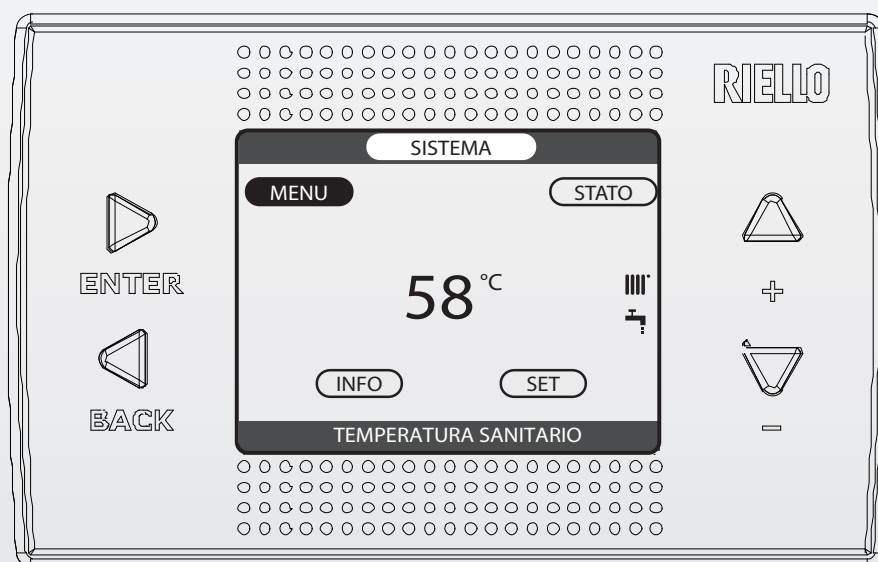 RIELLO
SISTEMA
MENU
STATO
ENTER
58 °C
+
INFO
SET
BACK
TEMPERATURA SANITARIO
−